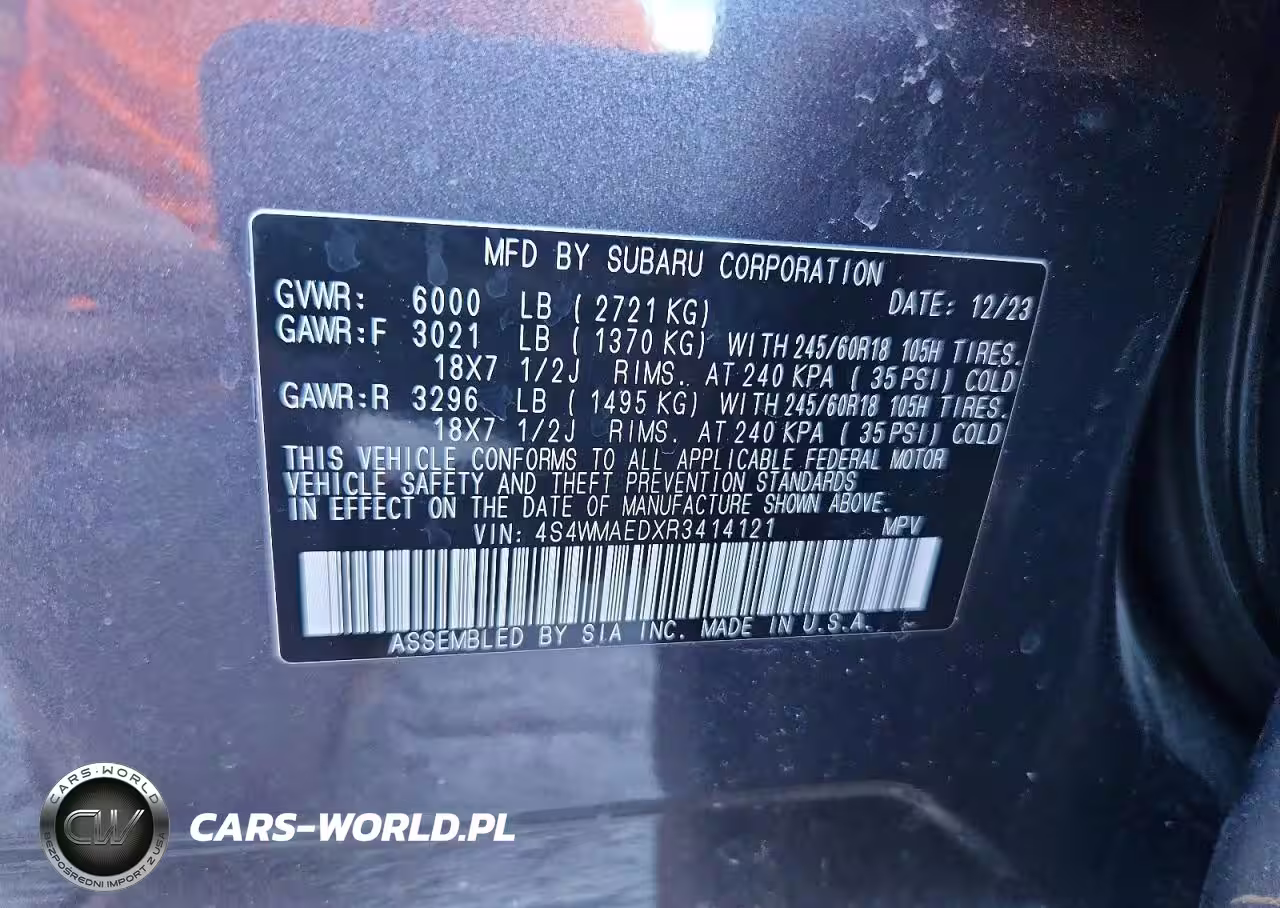 MFD BY SUBARU CORPORATION
GVWR: 6000 LB ( 2721 KG) DATE: 12/23
GAWR:F 3021 LB ( 1370 KG) WITH 245/60R18 105H TIRES.
18X7 1/2J RIMS. AT 240 KPA ( 35 PSI) COLD
GAWR:R 3296 LB ( 1495 KG) WITH 245/60R18 105H TIRES.
18X7 1/2J RIMS. AT 240 KPA ( 35 PSI) COLD
THIS VEHICLE CONFORMS TO ALL APPLICABLE FEDERAL MOTOR
VEHICLE SAFETY AND THEFT PREVENTION STANDARDS
IN EFFECT ON THE DATE OF MANUFACTURE SHOWN ABOVE.
VIN: 4S4WMAEDXR3414121 MPV
ASSEMBLED BY SIA INC. MADE IN U.S.A.
CARS-WORLD
CW
BEZPOŚREDNI IMPORT Z USA
CARS-WORLD.PL